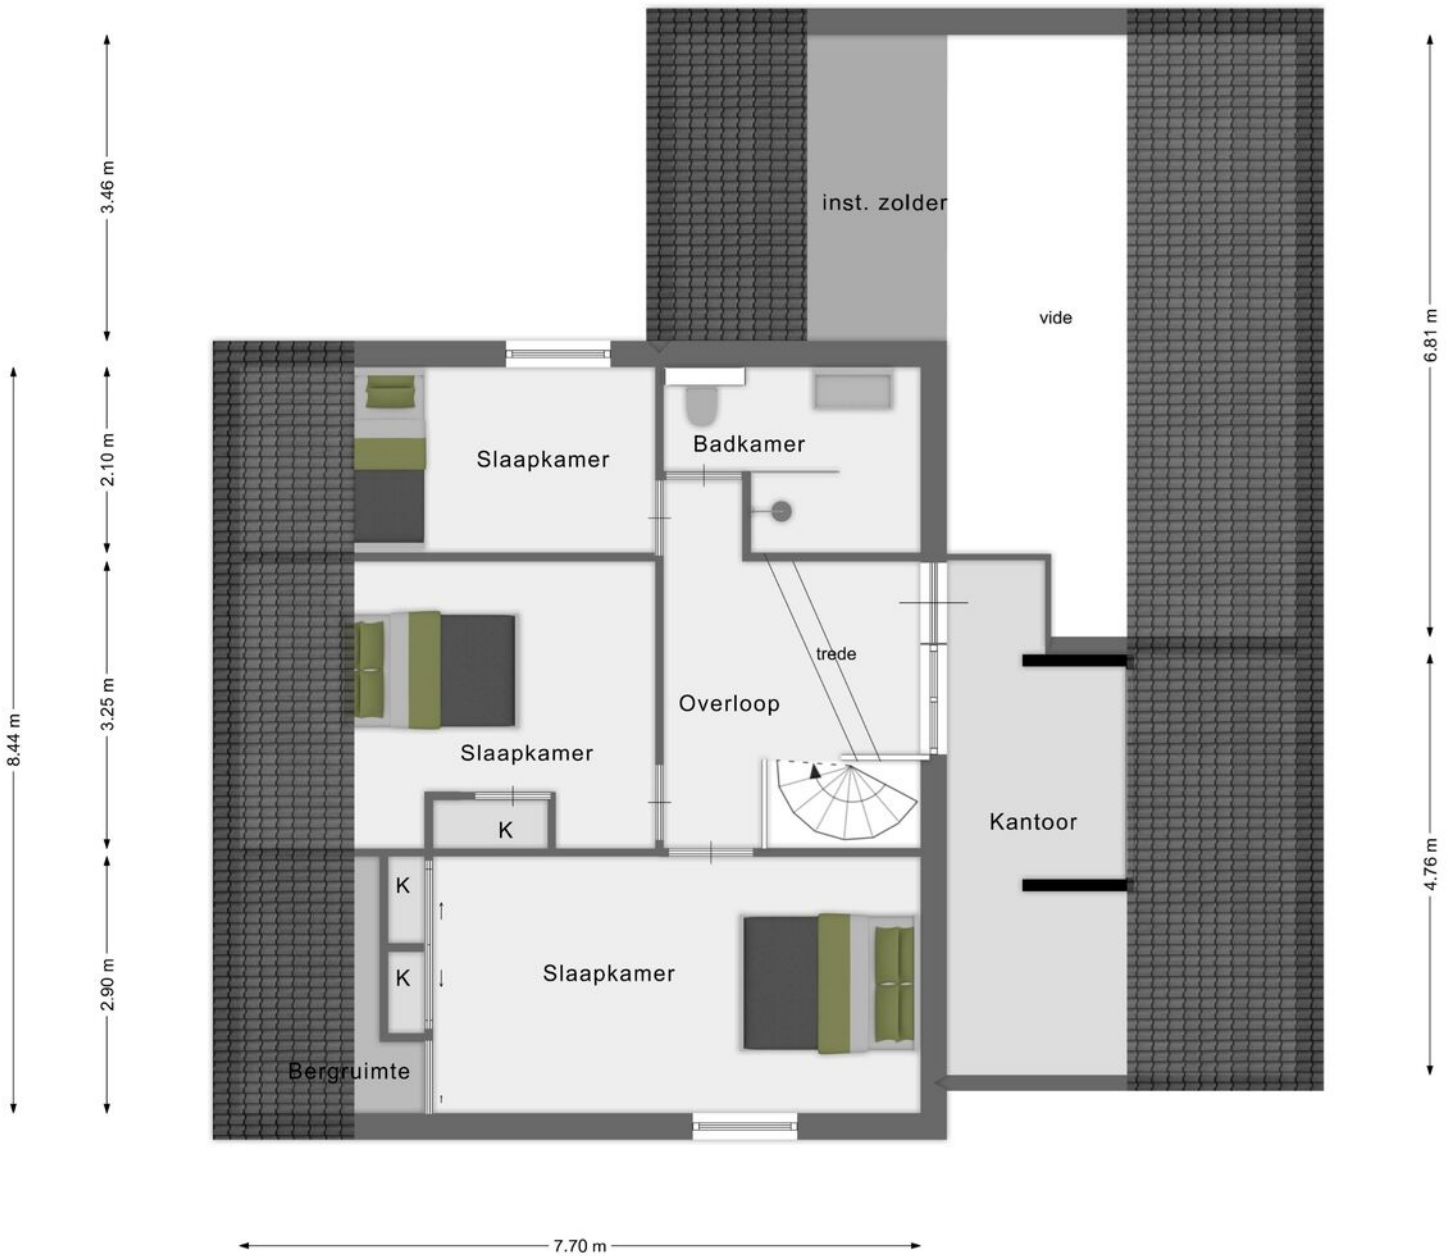 3.46 m
inst. zolder
vide
6.81 m
2.10 m
Slaapkamer
Badkamer
trede
3.25 m
Overloop
8.44 m
Slaapkamer
K
Kantoor
4.76 m
K
2.90 m
K
Slaapkamer
Bergruimte
7.70 m